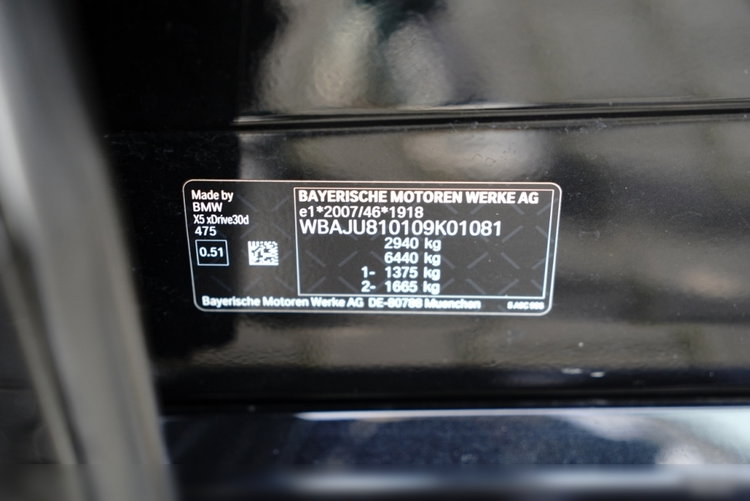 Made by
BMW
X5 xDrive30d
475
0.51
BAYERISCHE MOTOREN WERKE AG
e1*2007/46*1918
WBAJU810109K01081
2940 kg
6440 kg
1- 1375 kg
2- 1665 kg
Bayerische Motoren Werke AG DE-80788 Muenchen